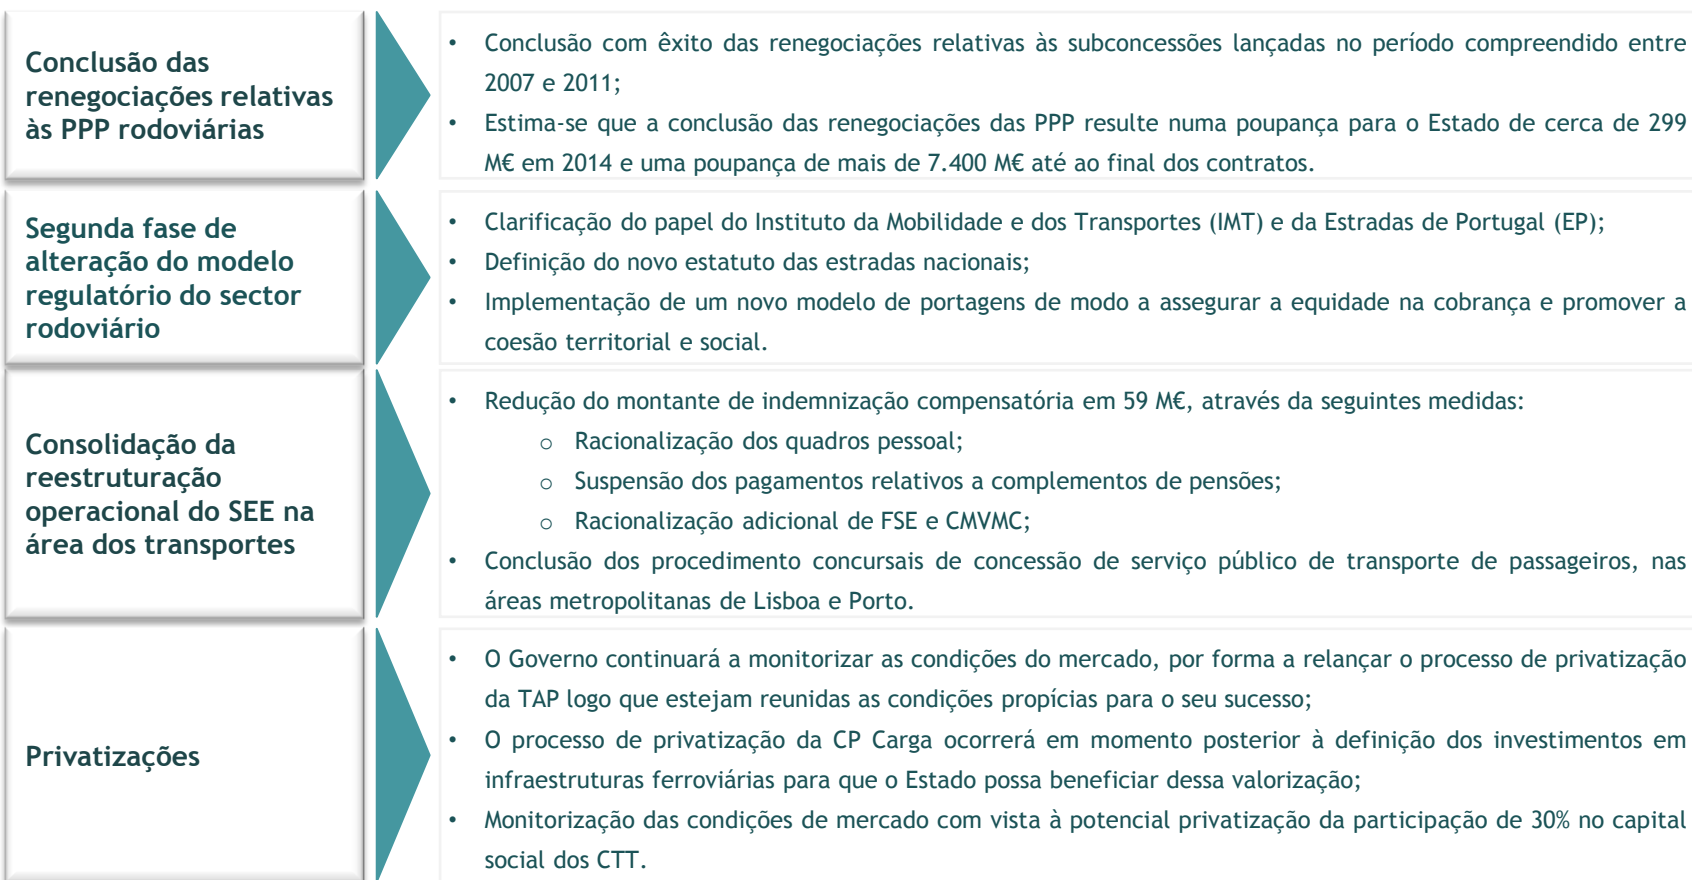 Conclusão das
renegociações relativas
às PPP rodoviárias
• Conclusão com êxito das renegociações relativas às subconcessões lançadas no período compreendido entre
2007 e 2011;
• Estima-se que a conclusão das renegociações das PPP resulte numa poupança para o Estado de cerca de 299
M€ em 2014 e uma poupança de mais de 7.400 M€ até ao final dos contratos.
Segunda fase de
alteração do modelo
regulatório do sector
rodoviário
• Clarificação do papel do Instituto da Mobilidade e dos Transportes (IMT) e da Estradas de Portugal (EP);
• Definição do novo estatuto das estradas nacionais;
• Implementação de um novo modelo de portagens de modo a assegurar a equidade na cobrança e promover a
coesão territorial e social.
Consolidação da
reestruturação
operacional do SEE na
área dos transportes
• Redução do montante de indemnização compensatória em 59 M€, através da seguintes medidas:
o Racionalização dos quadros pessoal;
o Suspensão dos pagamentos relativos a complementos de pensões;
o Racionalização adicional de FSE e CMVMC;
• Conclusão dos procedimento concursais de concessão de serviço público de transporte de passageiros, nas
áreas metropolitanas de Lisboa e Porto.
Privatizações
• O Governo continuará a monitorizar as condições do mercado, por forma a relançar o processo de privatização
da TAP logo que estejam reunidas as condições propícias para o seu sucesso;
• O processo de privatização da CP Carga ocorrerá em momento posterior à definição dos investimentos em
infraestruturas ferroviárias para que o Estado possa beneficiar dessa valorização;
• Monitorização das condições de mercado com vista à potencial privatização da participação de 30% no capital
social dos CTT.